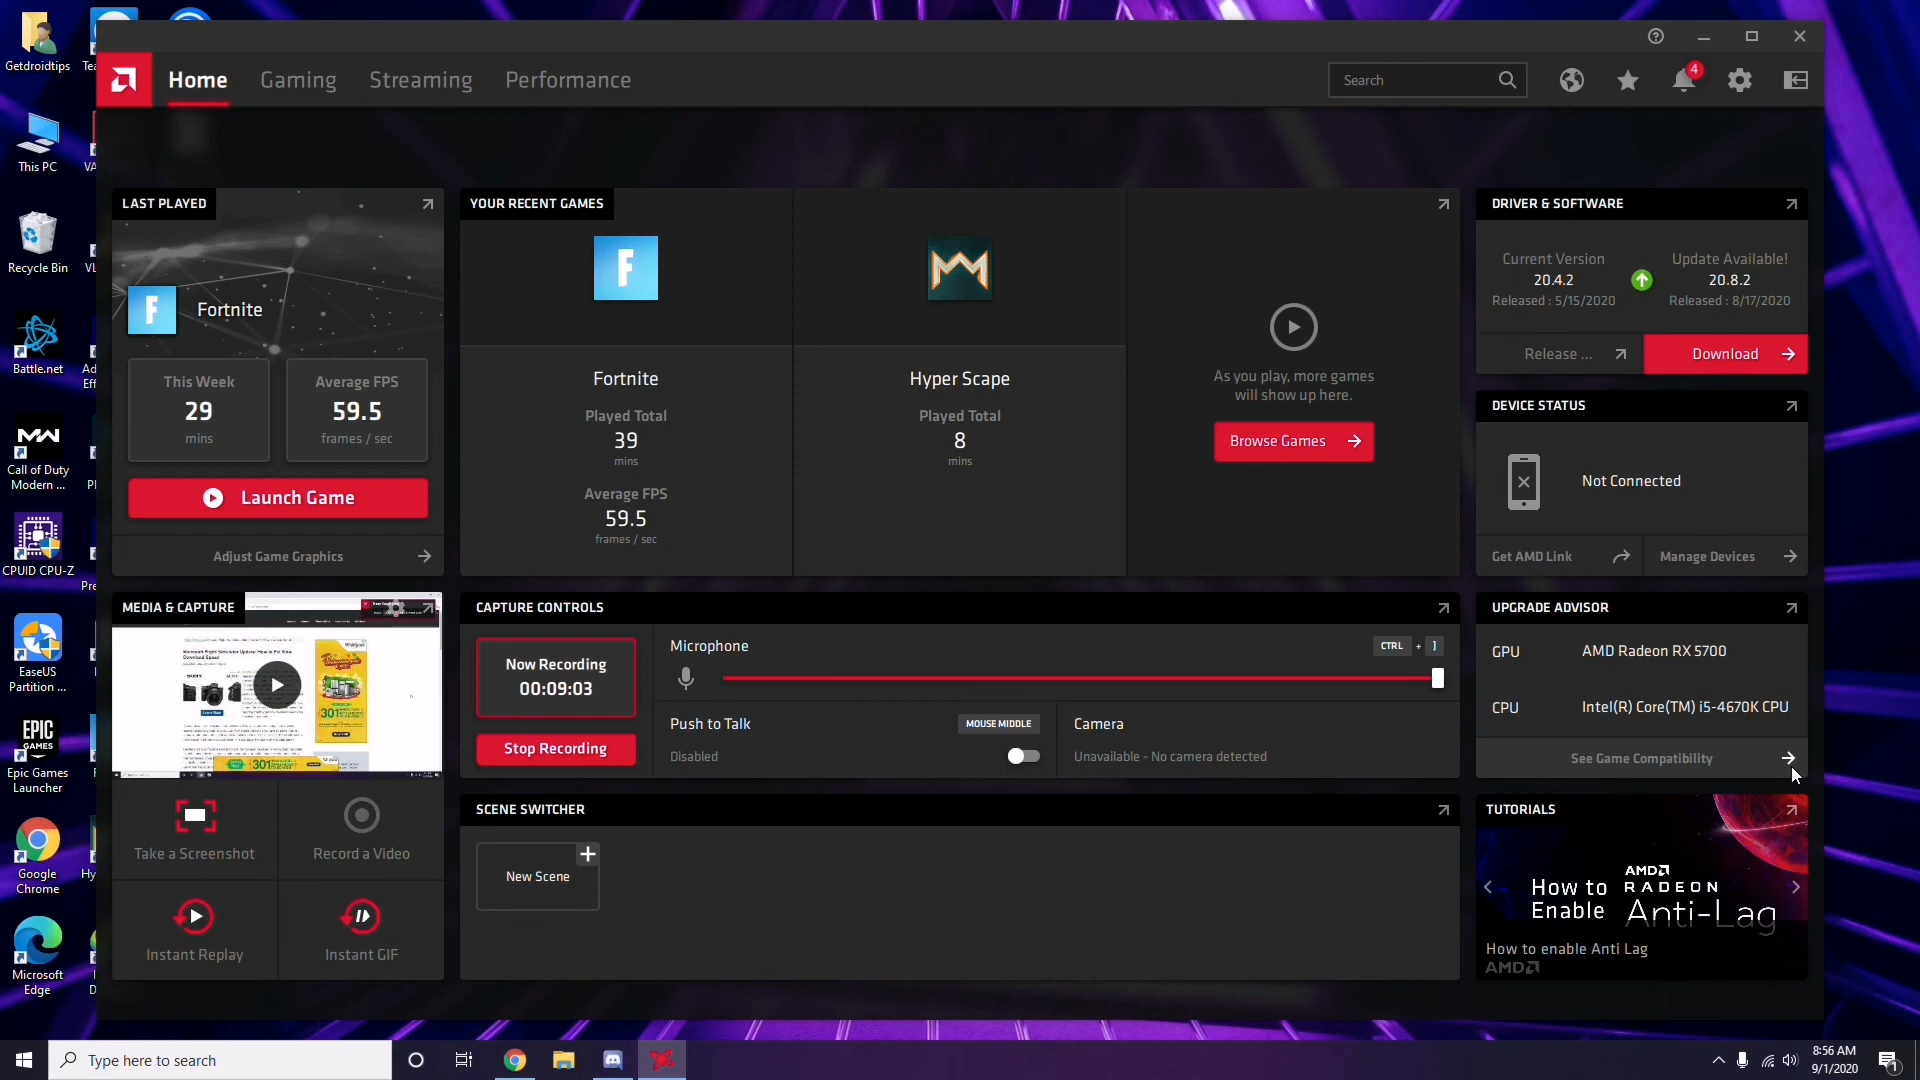 Getdroidtips
This PC
Recycle Bin
Battle.net
Call of Duty
Modern ...
CPUID CPU-Z
EaseUS
Partition ...
Epic Games
Launcher
Google
Chrome
Microsoft
Edge
EPIC
GAMES
Home
Gaming
Streaming
Performance
Search
4
LAST PLAYED
Fortnite
This Week
29
mins
Average FPS
59.5
frames / sec
Launch Game
Adjust Game Graphics
YOUR RECENT GAMES
Fortnite
Played Total
39
mins
Average FPS
59.5
frames / sec
Hyper Scape
Played Total
8
mins
As you play, more games
will show up here.
Browse Games
DRIVER & SOFTWARE
Current Version
20.4.2
Released : 5/15/2020
Update Available!
20.8.2
Released : 8/17/2020
Release ...
Download
DEVICE STATUS
Not Connected
Get AMD Link
Manage Devices
MEDIA & CAPTURE
Take a Screenshot
Record a Video
Instant Replay
Instant GIF
CAPTURE CONTROLS
Now Recording
00:09:03
Stop Recording
Microphone
CTRL + ]
Push to Talk
MOUSE MIDDLE
Disabled
Camera
Unavailable - No camera detected
UPGRADE ADVISOR
GPU
AMD Radeon RX 5700
CPU
Intel(R) Core(TM) i5-4670K CPU
See Game Compatibility
SCENE SWITCHER
New Scene
TUTORIALS
How to
Enable
AMD
RADEON
Anti-Lag
How to enable Anti Lag
AMD
Type here to search
8:56 AM
9/1/2020
1